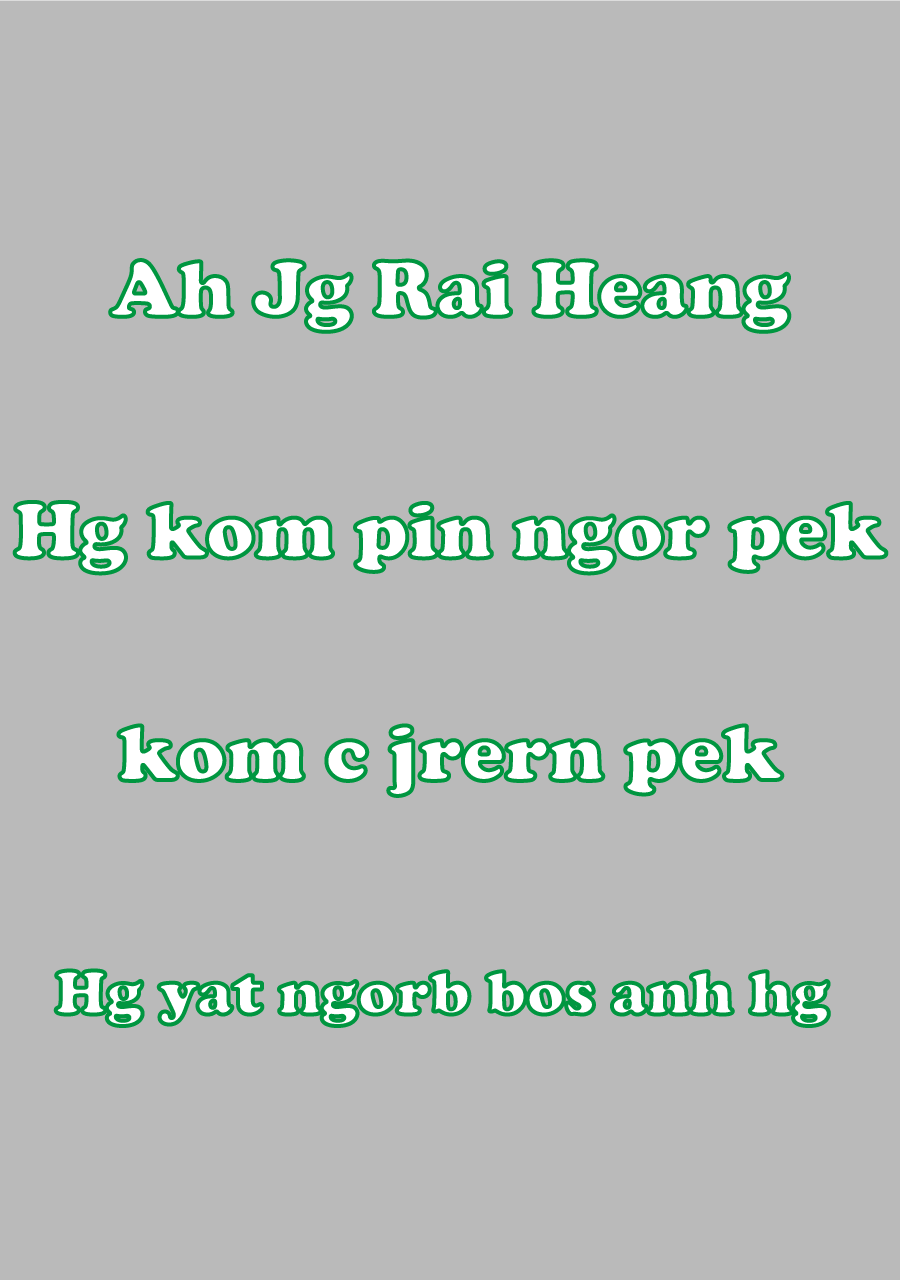 Ah Jg Rai Heang
Hg kom pin ngor pek
kom c jrern pek
Hg yat ngorb bos anh hg